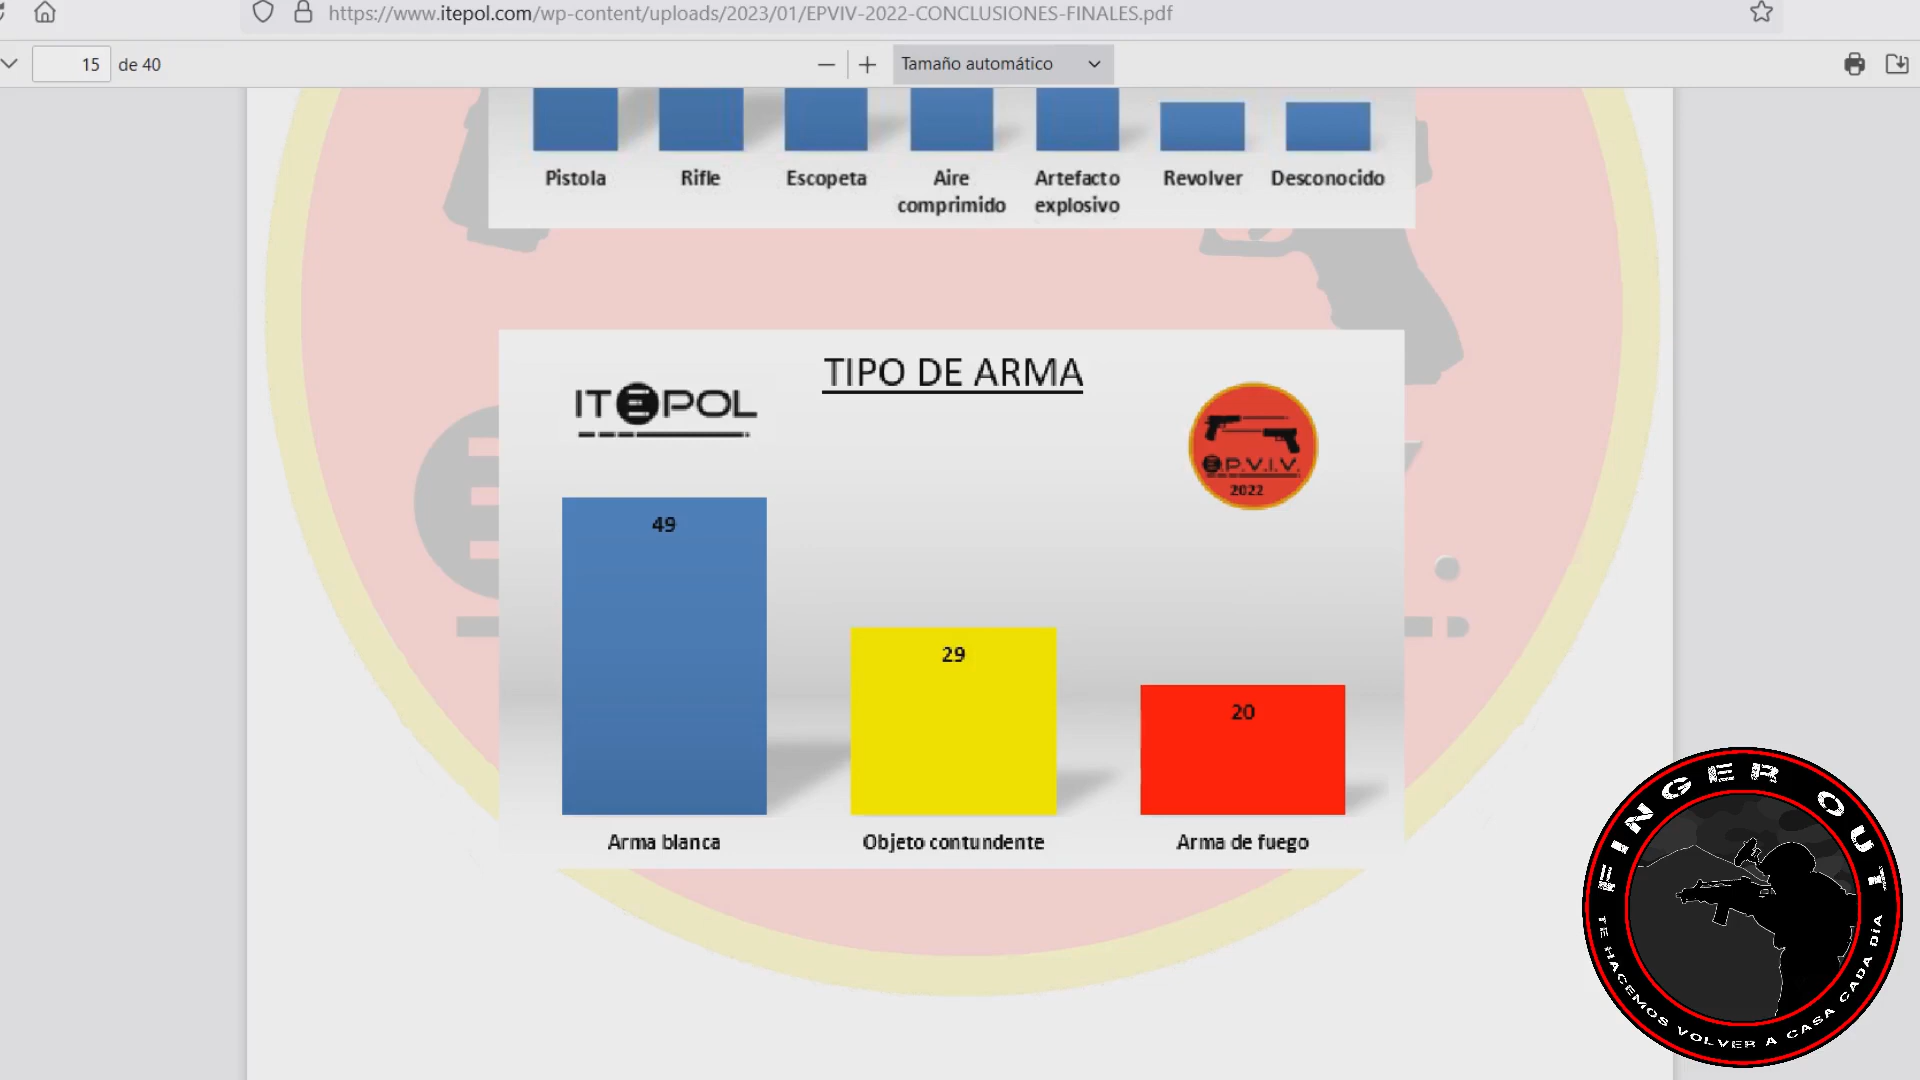 https://www.itepol.com/wp-content/uploads/2023/01/EPVIV-2022-CONCLUSIONES-FINALES.pdf
15 de 40
Tamaño automático
Pistola
Rifle
Escopeta
Aire
comprimido
Artefacto
explosivo
Revolver
Desconocido
TIPO DE ARMA
ITEPOL
E.P.V.I.V.
2022
49
29
20
Arma blanca
Objeto contundente
Arma de fuego
FINGER OUT
TE HACEMOS VOLVER A CASA CADA DÍA